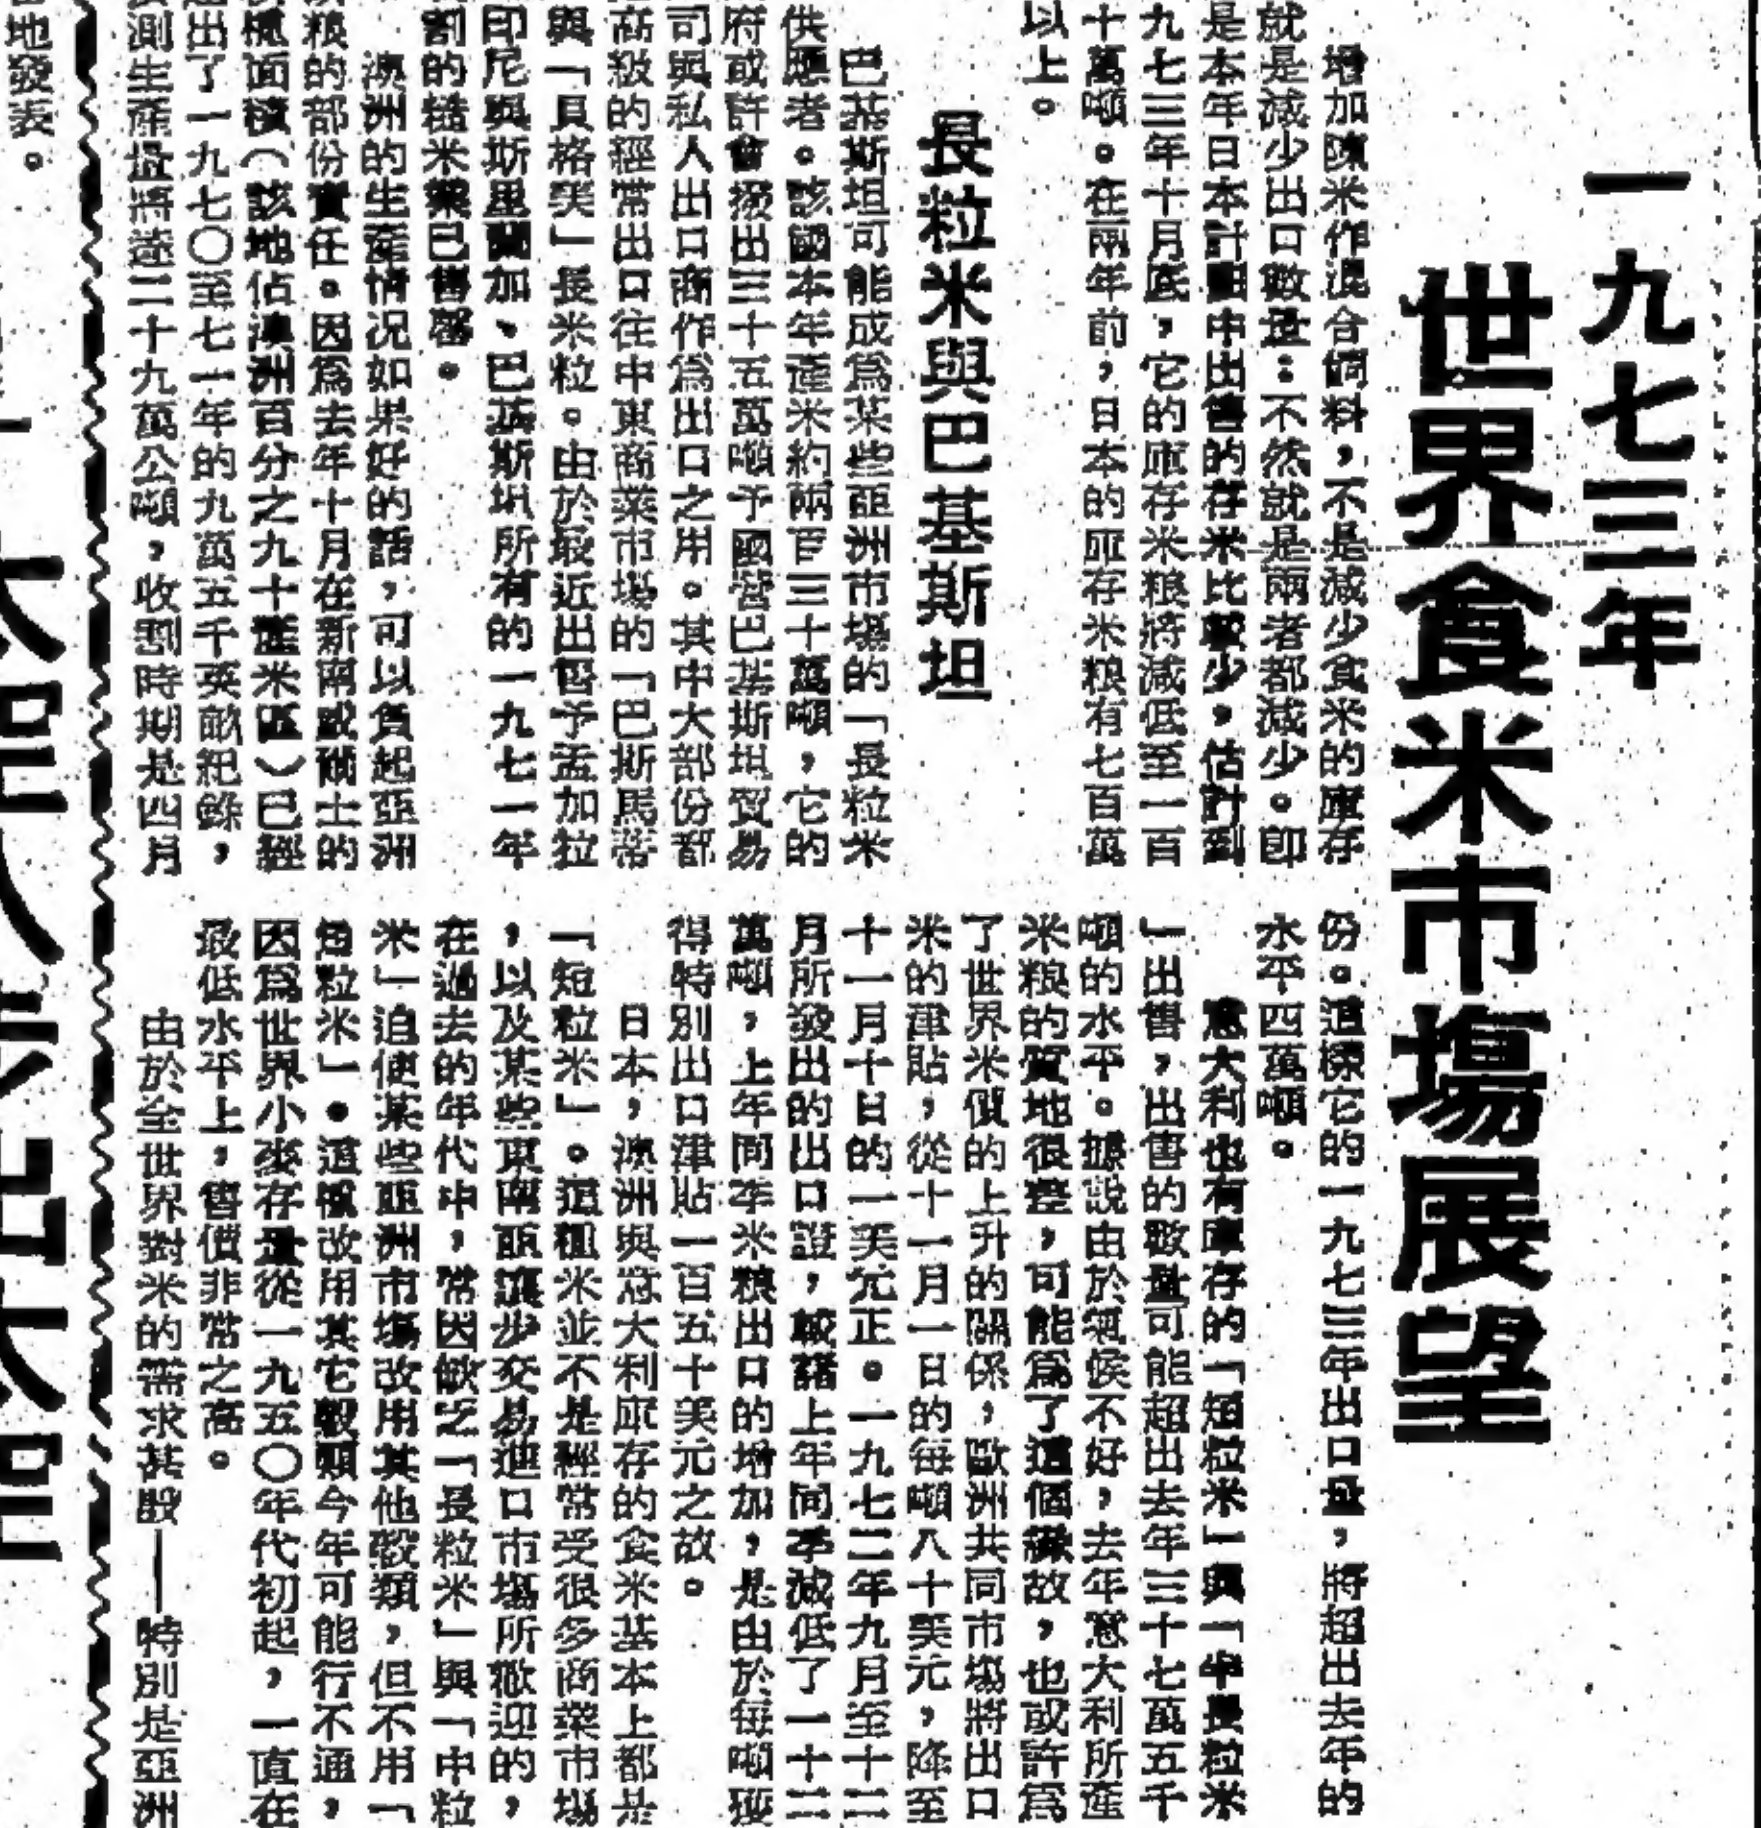 一九七三年
世界食米市場展望
增加陳米作混合飼料，不是減少食米的庫存
就是減少出口數量：不然就是兩者都減少。即
是本年日本計劃中出售的存米比較少，估計到
九七三年十月底，它的庫存米粮將減低至一百
十萬噸。在兩年前，日本的庫存米粮有七百萬
以上。
長粒米與巴基斯坦
巴基斯坦可能成爲某些亞洲市塲的「長粒米
供應者。該國本年產米約兩百三十萬噸，它的
府或許會撥出三十五萬噸予國營巴基斯坦貿易
司與私人出口商作爲出口之用。其中大部份都
商級的經常出口往中東商業市塲的「巴斯馬蒂
與「貝格美」長米粒。由於最近出售予孟加拉
印尼與斯里蘭加、巴基斯坦所有的一九七一年
割的糙米業已售罄。
澳洲的生產情况如果好的話，可以負起亞洲
粮的部份責任。因爲去年十月在新南威爾士的
種面積（該地佔澳洲百分之九十產米區）已經
出了一九七〇至七一年的九萬五千英畝紀錄，
測生產量將達二十九萬公噸，收割時期是四月
份。這樣它的一九七三年出口量，將超出去年的
水平四萬噸。
意大利也有庫存的「短粒米」與「中長粒米
」出售，出售的數量可能超出去年三十七萬五千
噸的水平。據說由於氣候不好，去年意大利所產
米粮的質地很差，可能爲了這個緣故，也或許爲
了世界米價的上升的關係，歐洲共同市塲將出口
米的津貼，從十一月一日的每噸八十美元，降至
十一月十日的一美元正。一九七二年九月至十二
月所發出的出口證，較諸上年同季減低了一十三
萬噸，上年同季米粮出口的增加，是由於每噸獲
得特別出口津貼一百五十美元之故。
日本，澳洲與意大利庫存的食米基本上都是
「短粒米」。這種米並不是經常受很多商業市塲
，以及某些東南亞讓步交易進口市塲所歡迎的，
在過去的年代中，常因缺乏「長粒米」與「中粒
米」迫使某些亞洲市塲改用其他穀類，但不用「
短粒米」。這種改用其它穀類今年可能行不通，
因爲世界小麥存量從一九五〇年代初起，一直在
最低水平上，售價非常之高。
由於全世界對米的需求甚殷——特別是亞洲
地發表。